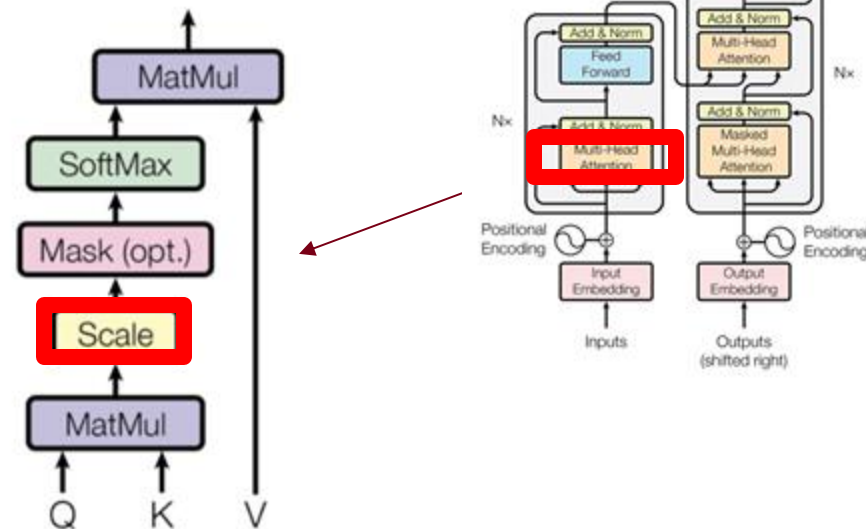 MatMul
SoftMax
Mask (opt.)
Scale
MatMul
Q K V
Add & Norm
Feed
Forward
Nx
Add & Norm
Multi-Head
Attention
Positional
Encoding
Input
Embedding
Inputs
Add & Norm
Multi-Head
Attention
Nx
Add & Norm
Masked
Multi-Head
Attention
Positional
Encoding
Output
Embedding
Outputs
(shifted right)